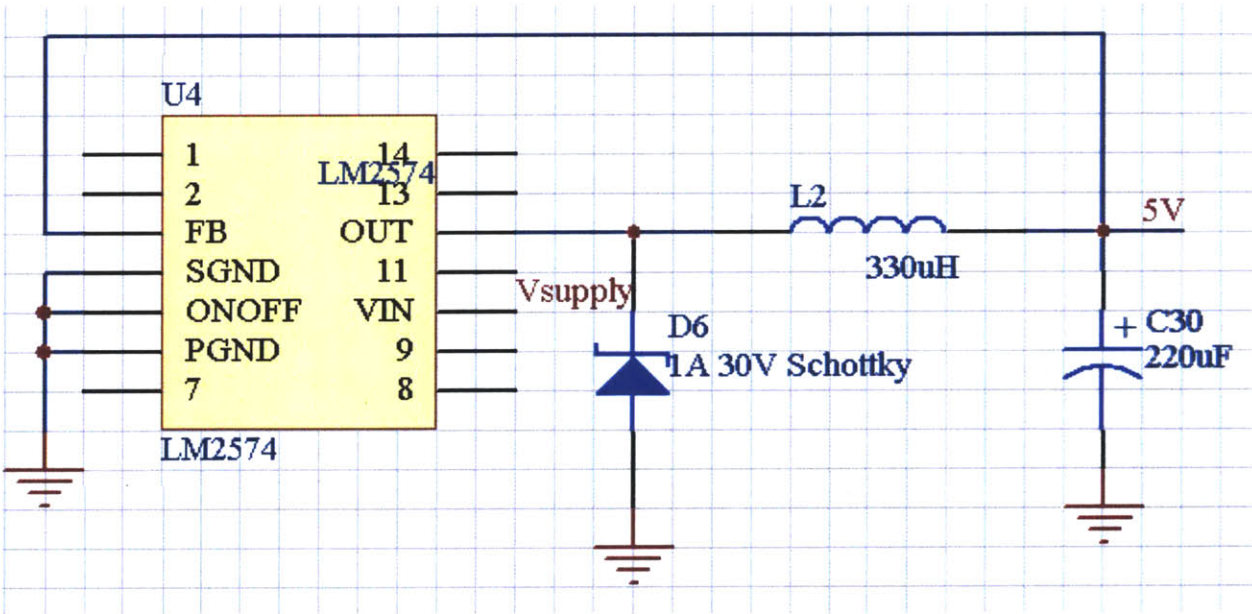 U4
1
14
LM2574
2
13
FB
OUT
SGND
11
ONOFF
VIN
PGND
9
7
8
LM2574
Vsupply
L2
330uH
5V
D6
1A 30V Schottky
+ C30
220uF